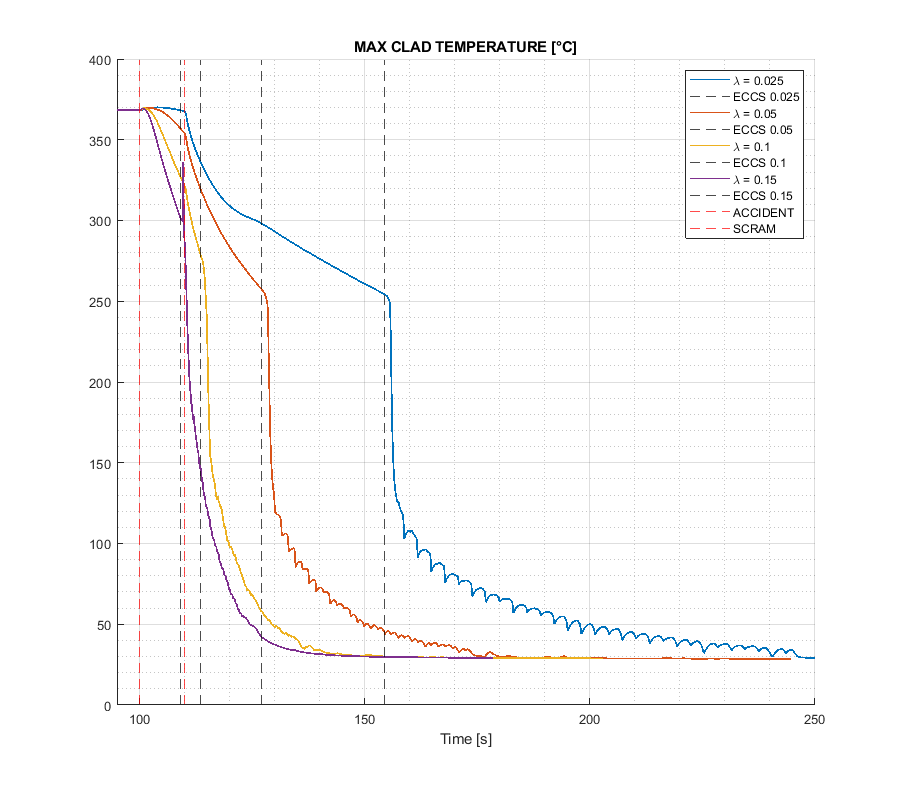 MAX CLAD TEMPERATURE [°C]
400
350
300
250
200
150
100
50
0
100
150
200
250
Time [s]
λ = 0.025
ECCS 0.025
λ = 0.05
ECCS 0.05
λ = 0.1
ECCS 0.1
λ = 0.15
ECCS 0.15
ACCIDENT
SCRAM